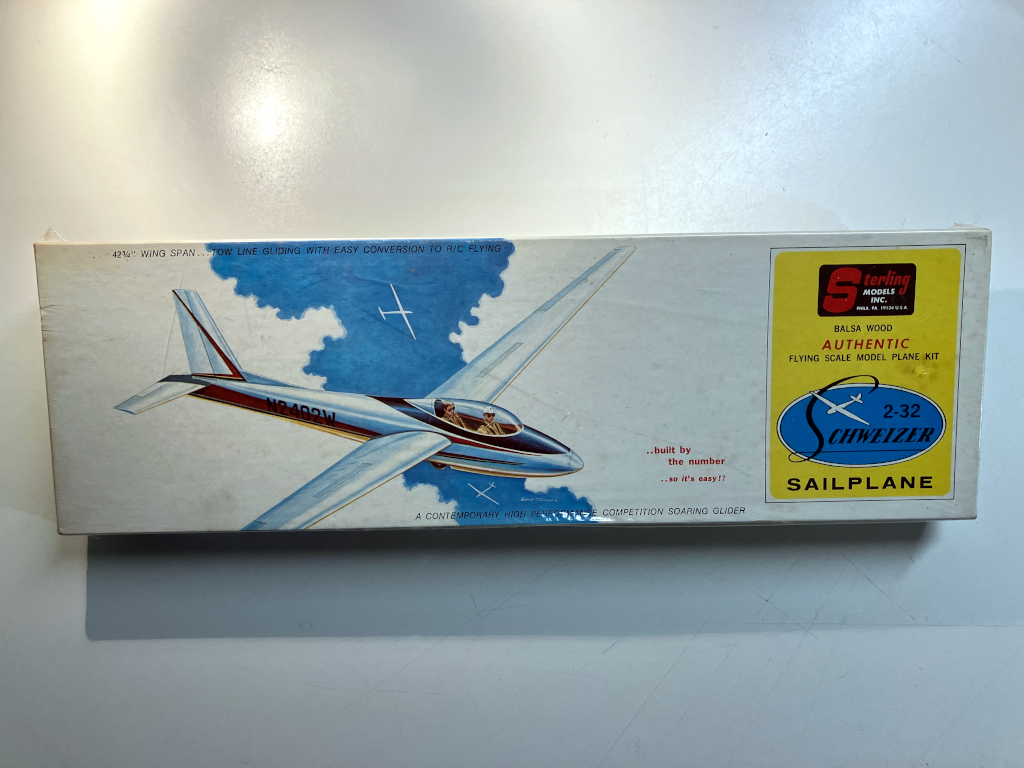 42¾" WING SPAN...TOW LINE GLIDING WITH EASY CONVERSION TO R/C FLYING
N2402W
..built by
the number
..so it's easy!!
A CONTEMPORARY HIGH PERFORMANCE COMPETITION SOARING GLIDER
Sterling
MODELS
INC.
PHILA. PA. 19134 U.S.A.
BALSA WOOD
AUTHENTIC
FLYING SCALE MODEL PLANE KIT
2-32
SCHWEIZER
SAILPLANE